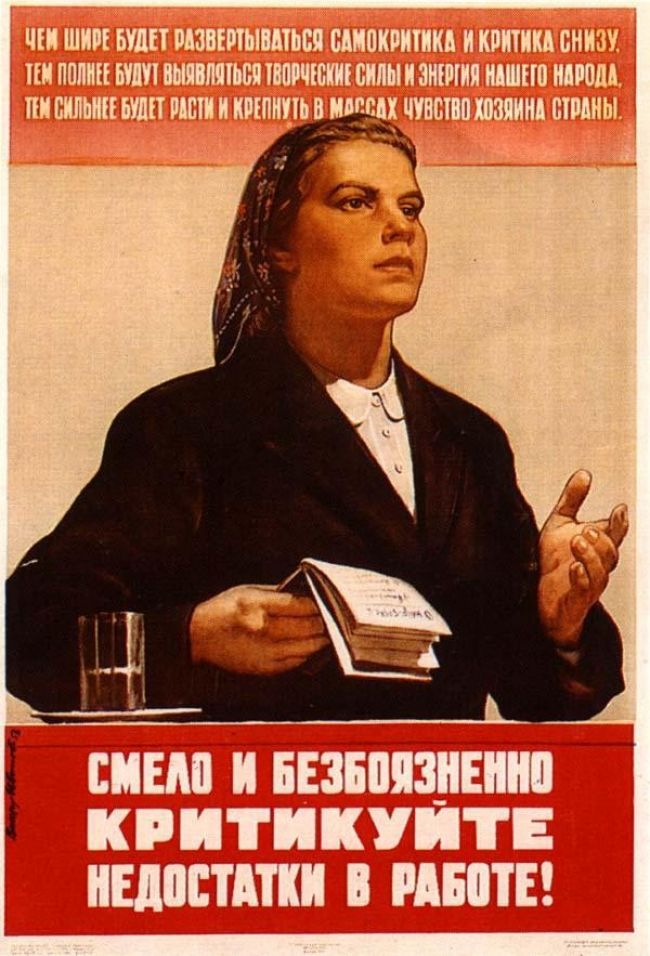 ЧЕМ ШИРЕ БУДЕТ РАЗВЕРТЫВАТЬСЯ САМОКРИТИКА И КРИТИКА СНИЗУ,
ТЕМ ПОЛНЕЕ БУДУТ ВЫЯВЛЯТЬСЯ ТВОРЧЕСКИЕ СИЛЫ И ЭНЕРГИЯ НАШЕГО НАРОДА,
ТЕМ СИЛЬНЕЕ БУДЕТ РАСТИ И КРЕПНУТЬ В МАССАХ ЧУВСТВО ХОЗЯИНА СТРАНЫ.
СМЕЛО И БЕЗБОЯЗНЕННО
КРИТИКУЙТЕ
НЕДОСТАТКИ В РАБОТЕ!